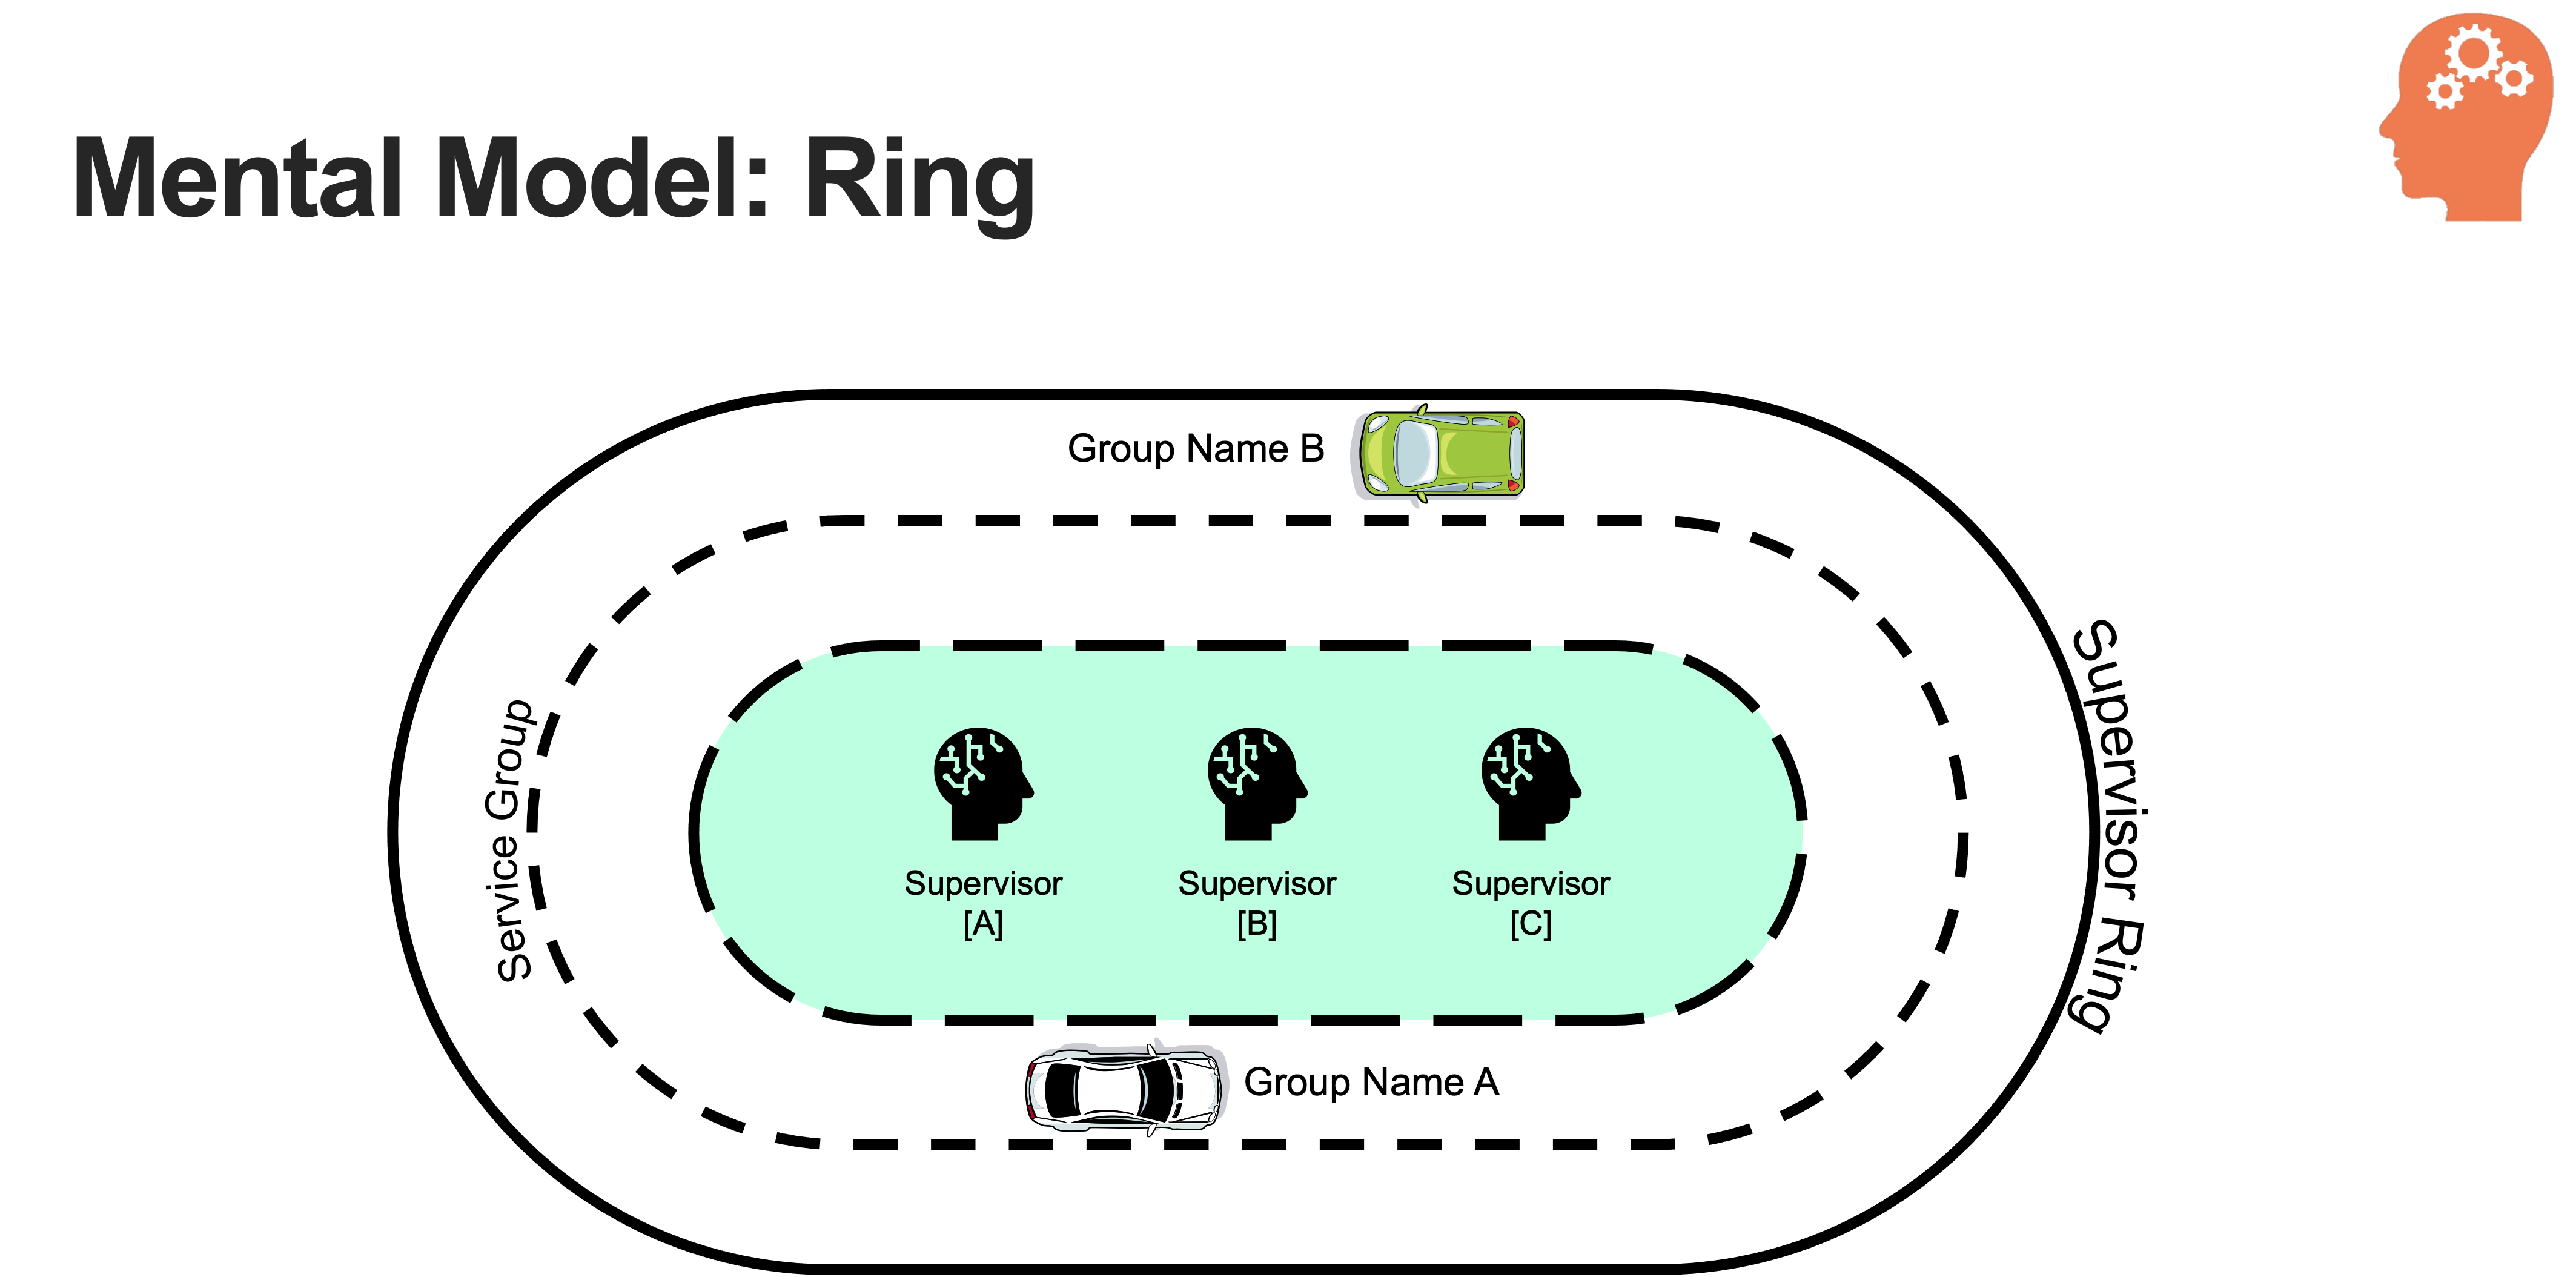 Mental Model: Ring
Group Name B
Service Group
Supervisor Ring
Supervisor
[A]
Supervisor
[B]
Supervisor
[C]
Group Name A